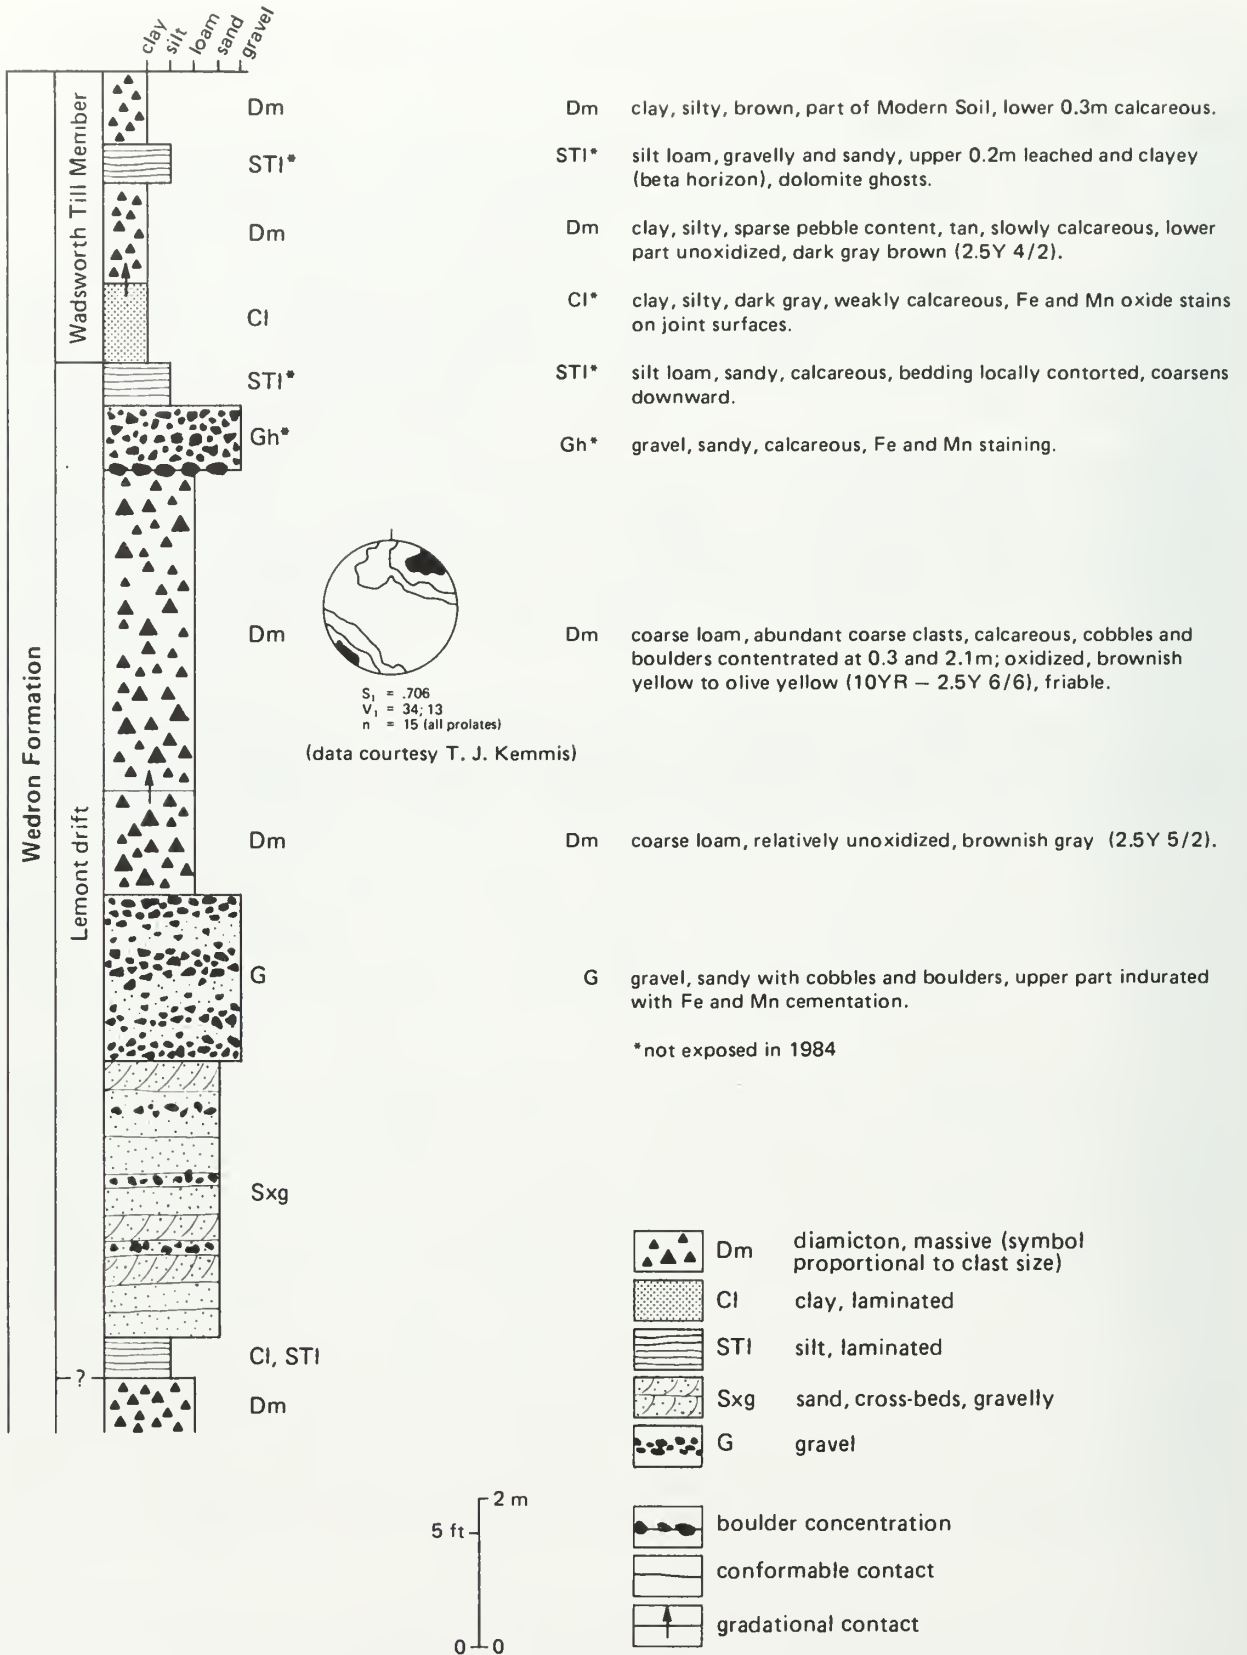 clay
silt
loam
sand
gravel
Wedron Formation
Wadsworth Till Member
Lemont drift
?
Dm
STl*
Dm
Cl
STl*
Gh*
Dm
Dm
G
Sxg
Cl, STl
Dm
S₁ = .706
V₁ = 34; 13
n = 15 (all prolates)
(data courtesy T. J. Kemmis)
Dm clay, silty, brown, part of Modern Soil, lower 0.3m calcareous.
STl* silt loam, gravelly and sandy, upper 0.2m leached and clayey
(beta horizon), dolomite ghosts.
Dm clay, silty, sparse pebble content, tan, slowly calcareous, lower
part unoxidized, dark gray brown (2.5Y 4/2).
Cl* clay, silty, dark gray, weakly calcareous, Fe and Mn oxide stains
on joint surfaces.
STl* silt loam, sandy, calcareous, bedding locally contorted, coarsens
downward.
Gh* gravel, sandy, calcareous, Fe and Mn staining.
Dm coarse loam, abundant coarse clasts, calcareous, cobbles and
boulders contentrated at 0.3 and 2.1m; oxidized, brownish
yellow to olive yellow (10YR – 2.5Y 6/6), friable.
Dm coarse loam, relatively unoxidized, brownish gray (2.5Y 5/2).
G gravel, sandy with cobbles and boulders, upper part indurated
with Fe and Mn cementation.
*not exposed in 1984
Dm diamicton, massive (symbol
proportional to clast size)
Cl clay, laminated
STl silt, laminated
Sxg sand, cross-beds, gravelly
G gravel
boulder concentration
conformable contact
gradational contact
2 m
5 ft
0 0